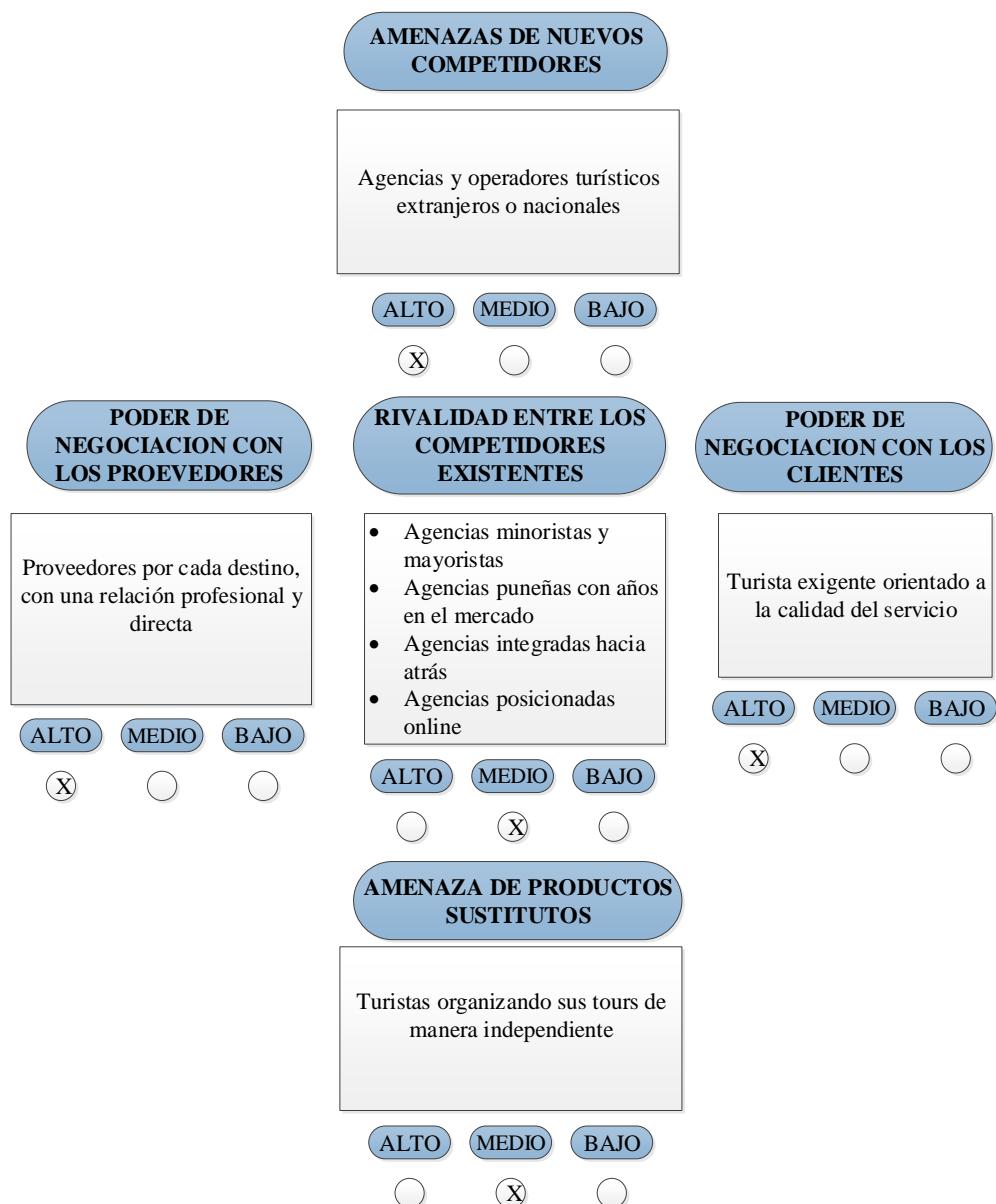 AMENAZAS DE NUEVOS
COMPETIDORES
Agencias y operadores turísticos
extranjeros o nacionales
ALTO MEDIO BAJO
X
PODER DE
NEGOCIACION CON
LOS PROEVEDORES
Proveedores por cada destino,
con una relación profesional y
directa
ALTO MEDIO BAJO
X
RIVALIDAD ENTRE LOS
COMPETIDORES
EXISTENTES
• Agencias minoristas y
mayoristas
• Agencias puneñas con años
en el mercado
• Agencias integradas hacia
atrás
• Agencias posicionadas
online
ALTO MEDIO BAJO
X
PODER DE
NEGOCIACION CON LOS
CLIENTES
Turista exigente orientado a
la calidad del servicio
ALTO MEDIO BAJO
X
AMENAZA DE PRODUCTOS
SUSTITUTOS
Turistas organizando sus tours de
manera independiente
ALTO MEDIO BAJO
X